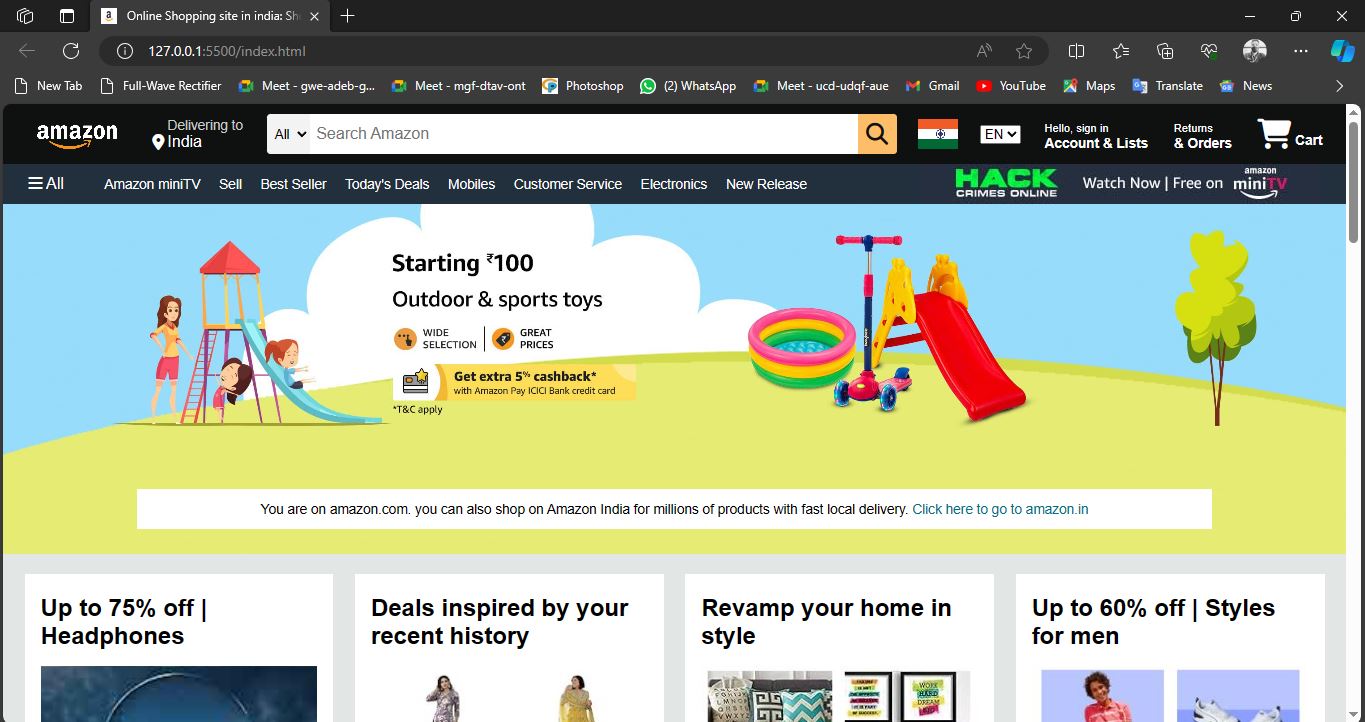 Online Shopping site in india: Sh
127.0.0.1:5500/index.html
New Tab
Full-Wave Rectifier
Meet - gwe-adeb-g...
Meet - mgf-dtav-ont
Photoshop
(2) WhatsApp
Meet - ucd-udqf-aue
Gmail
YouTube
Maps
Translate
News
amazon
Delivering to
India
All
Search Amazon
EN
Hello, sign in
Account & Lists
Returns
& Orders
Cart
All
Amazon miniTV
Sell
Best Seller
Today's Deals
Mobiles
Customer Service
Electronics
New Release
HACK
CRIMES ONLINE
Watch Now | Free on
amazon
miniTV
Starting ₹100
Outdoor & sports toys
WIDE
SELECTION
GREAT
PRICES
Get extra 5% cashback*
with Amazon Pay ICICI Bank credit card
*T&C apply
You are on amazon.com. you can also shop on Amazon India for millions of products with fast local delivery. Click here to go to amazon.in
Up to 75% off |
Headphones
Deals inspired by your
recent history
Revamp your home in
style
Up to 60% off | Styles
for men
WORK
HARD
DREAM